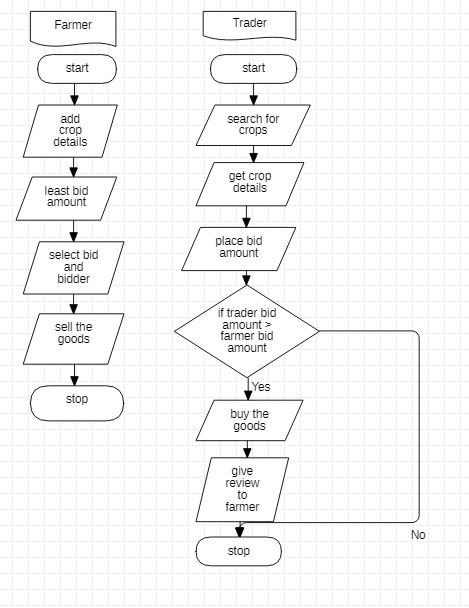 Farmer
start
add
crop
details
least bid
amount
select bid
and
bidder
sell the
goods
stop
Trader
start
search for
crops
get crop
details
place bid
amount
if trader bid
amount >
farmer bid
amount
Yes
buy the
goods
give
review
to
farmer
No
stop